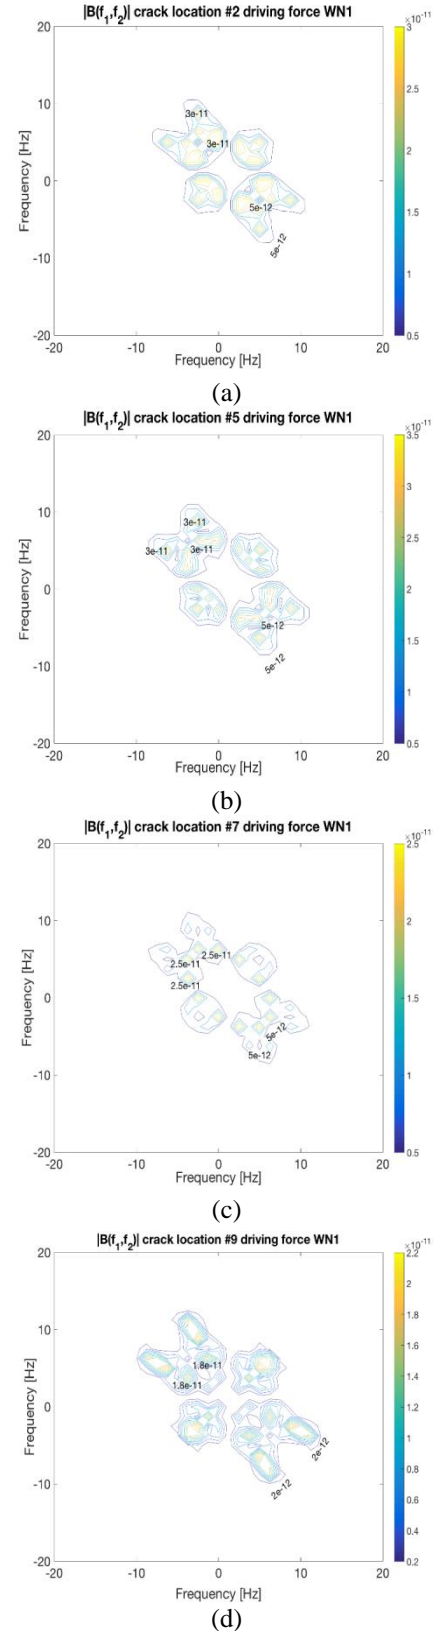 |B(f1,f2)| crack location #2 driving force WN1
×10-11
20
10
0
-10
-20
Frequency [Hz]
3e-11
3e-11
5e-12
5e-12
3
2.5
2
1.5
1
0.5
-20 -10 0 10 20
Frequency [Hz]
(a)
|B(f1,f2)| crack location #5 driving force WN1
×10-11
20
10
0
-10
-20
Frequency [Hz]
3e-11
3e-11
3e-11
5e-12
5e-12
3.5
3
2.5
2
1.5
1
0.5
-20 -10 0 10 20
Frequency [Hz]
(b)
|B(f1,f2)| crack location #7 driving force WN1
×10-11
20
10
0
-10
-20
Frequency [Hz]
2.5e-11
2.5e-11
2.5e-11
5e-12
5e-12
2.5
2
1.5
1
0.5
-20 -10 0 10 20
Frequency [Hz]
(c)
|B(f1,f2)| crack location #9 driving force WN1
×10-11
20
10
0
-10
-20
Frequency [Hz]
1.8e-11
1.8e-11
2e-12
2e-12
2.2
2
1.8
1.6
1.4
1.2
1
0.8
0.6
0.4
0.2
-20 -10 0 10 20
Frequency [Hz]
(d)